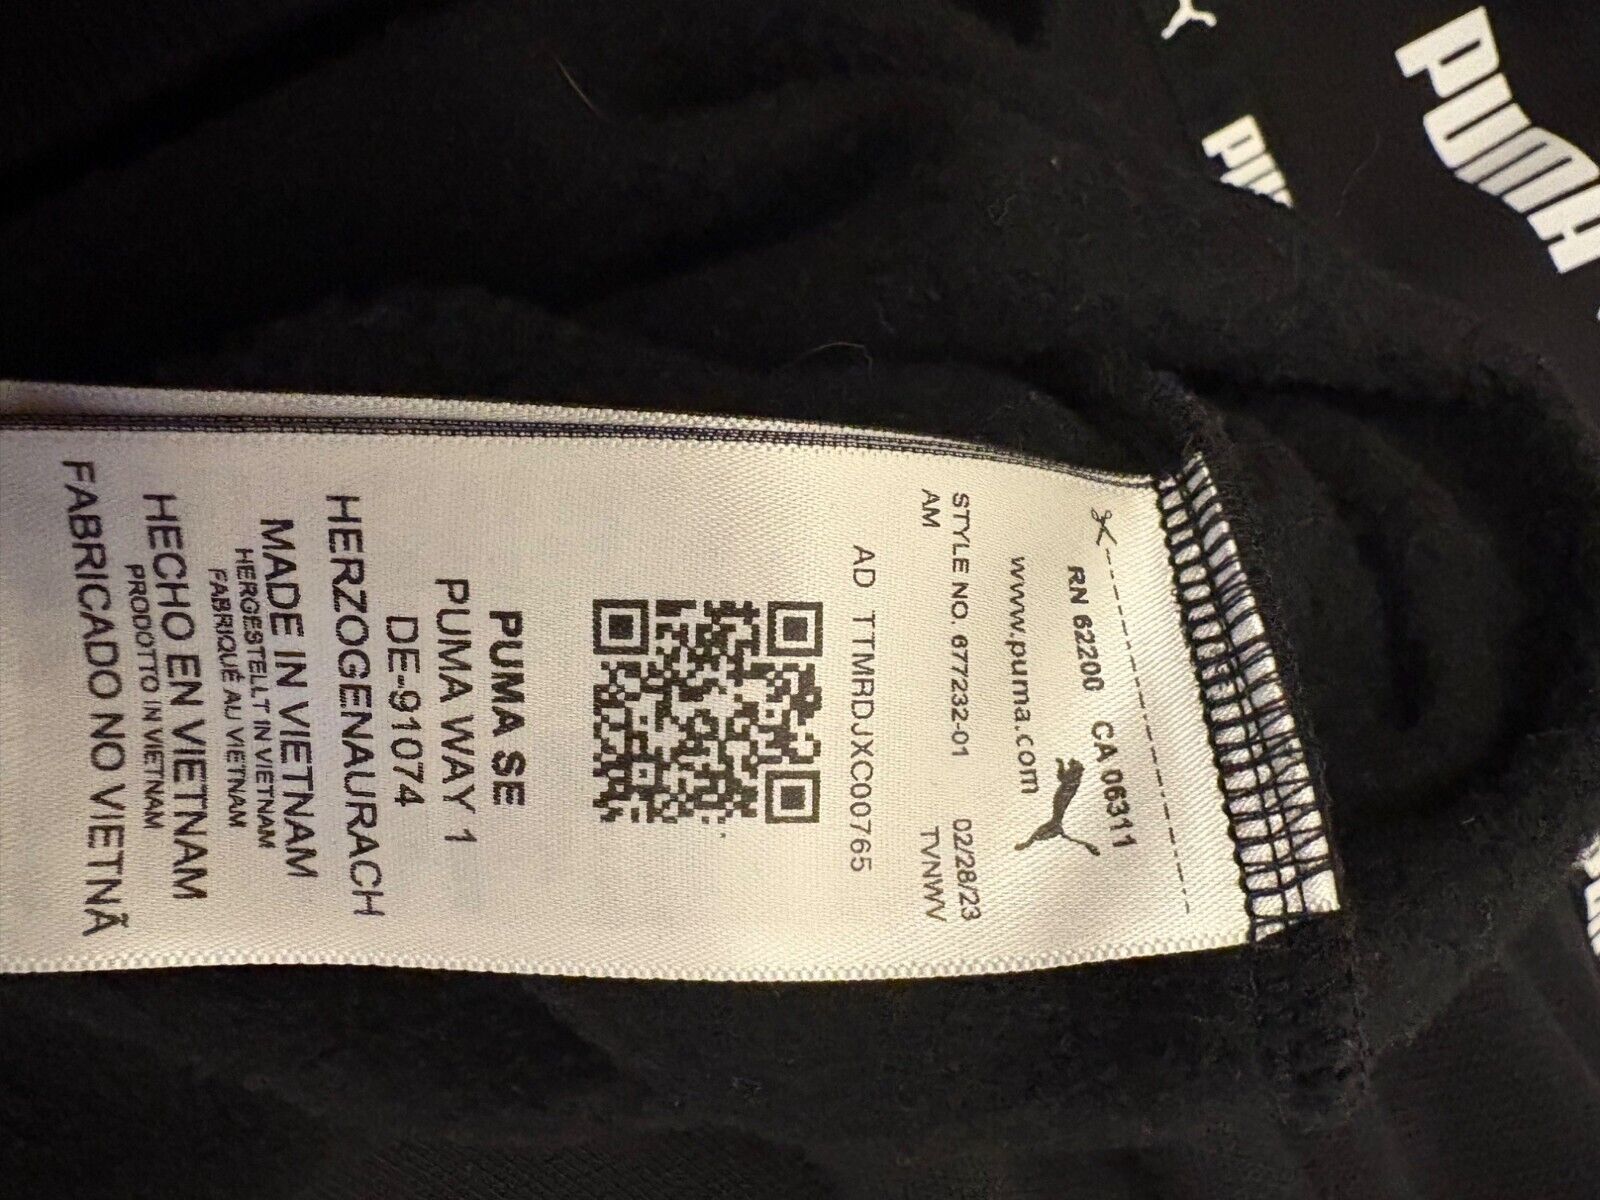 RN 62200 CA 06311
www.puma.com
STYLE NO. 677232-01 02/28/23
AM TVNWV
AD TTMRDJXC00765
PUMA SE
PUMA WAY 1
DE-91074
HERZOGENAURACH
MADE IN VIETNAM
HERGESTELLT IN VIETNAM
FABRIQUÉ AU VIETNAM
HECHO EN VIETNAM
PRODOTTO IN VIETNAM
FABRICADO NO VIETNÃ
PUMA
PUM